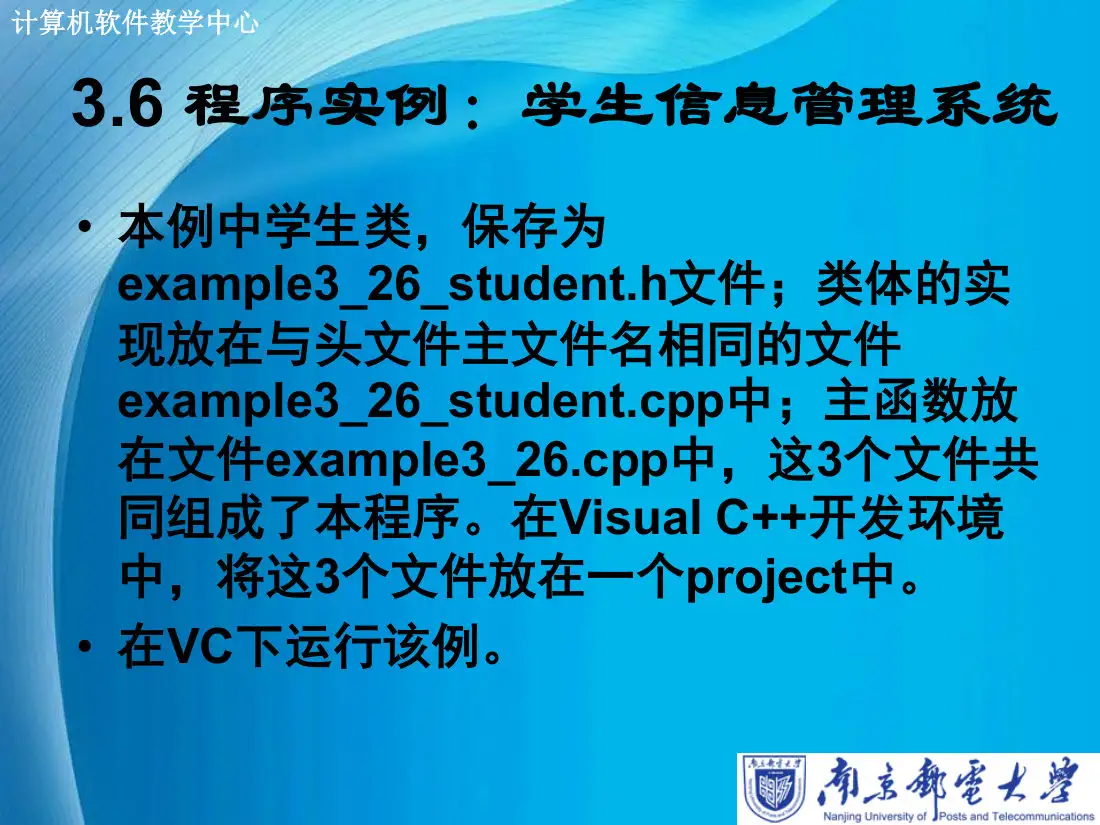 计算机软件教学中心
3.6 程序实例：学生信息管理系统
• 本例中学生类，保存为
example3_26_student.h文件；类体的实
现放在与头文件主文件名相同的文件
example3_26_student.cpp中；主函数放
在文件example3_26.cpp中，这3个文件共
同组成了本程序。在Visual C++开发环境
中，将这3个文件放在一个project中。
• 在VC下运行该例。
南京郵電大學
Nanjing University of Posts and Telecommunications